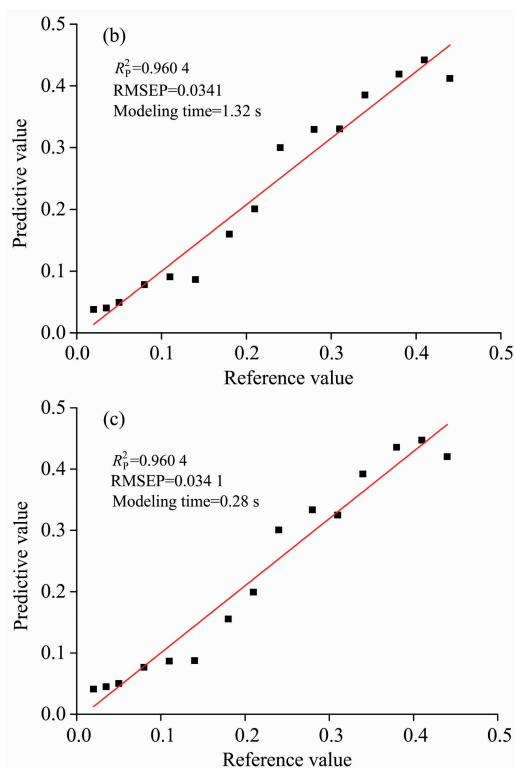 (b)
R²P=0.960 4
RMSEP=0.0341
Modeling time=1.32 s
Predictive value
0.5
0.4
0.3
0.2
0.1
0.0
0.0 0.1 0.2 0.3 0.4 0.5
Reference value
(c)
R²P=0.960 4
RMSEP=0.034 1
Modeling time=0.28 s
Predictive value
0.5
0.4
0.3
0.2
0.1
0.0
0.0 0.1 0.2 0.3 0.4 0.5
Reference value